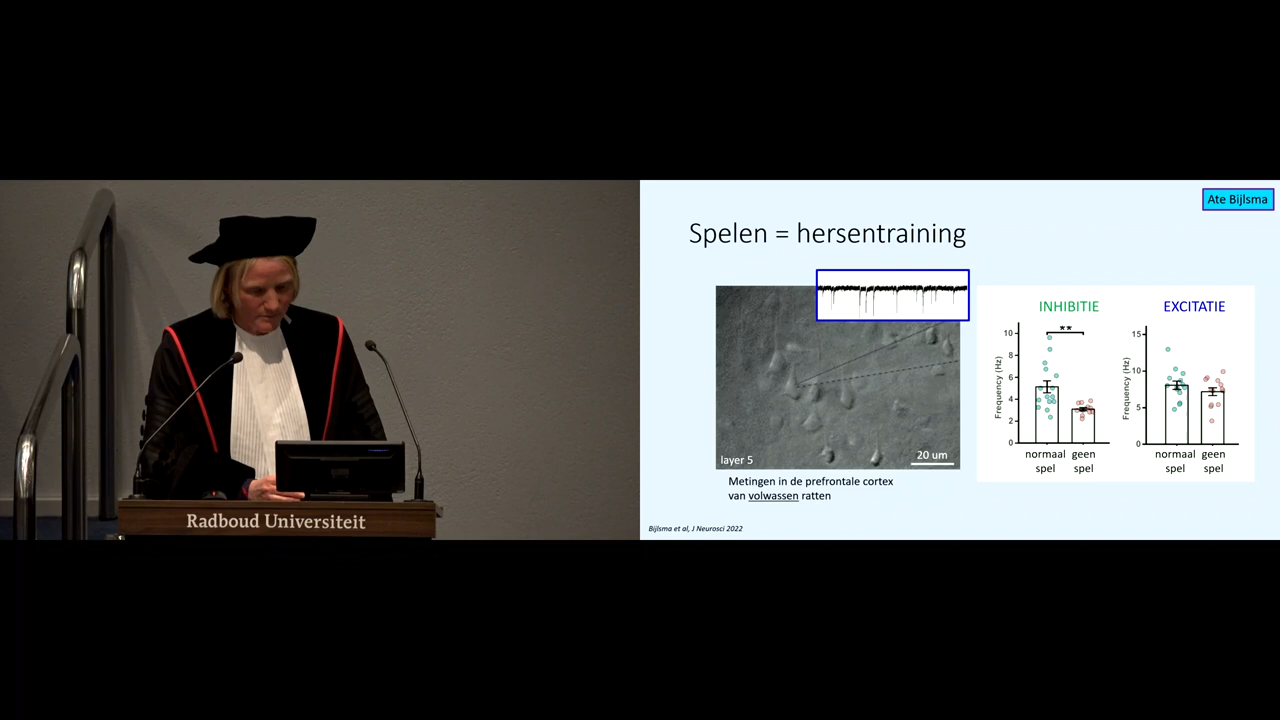 Radboud Universiteit
Ate Bijlsma
Spelen = hersentraining
layer 5
20 um
Metingen in de prefrontale cortex
van volwassen ratten
Bijlsma et al, J Neurosci 2022
INHIBITIE
**
Frequency (Hz)
10
8
6
4
2
0
normaal geen
spel spel
EXCITATIE
Frequency (Hz)
15
10
5
0
normaal geen
spel spel